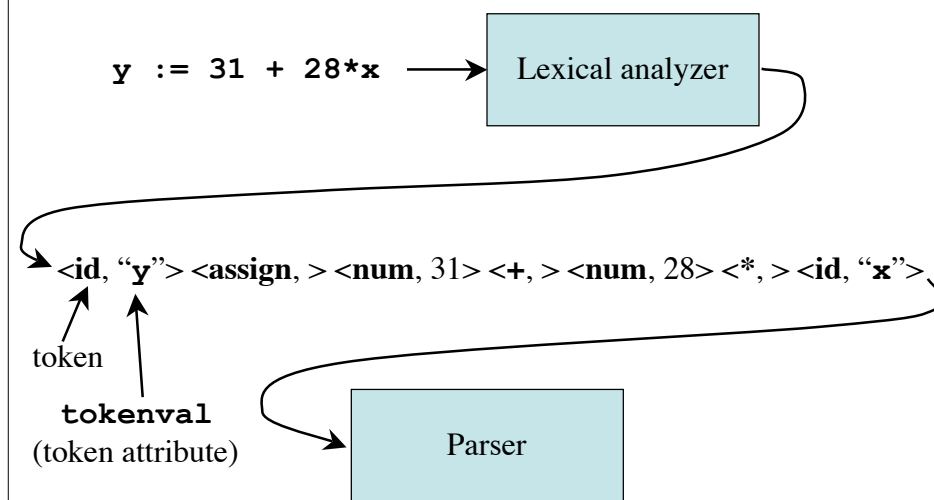 y := 31 + 28*x
Lexical analyzer
<id, “y”> <assign, > <num, 31> <+, > <num, 28> <*, > <id, “x”>
token
tokenval
(token attribute)
Parser